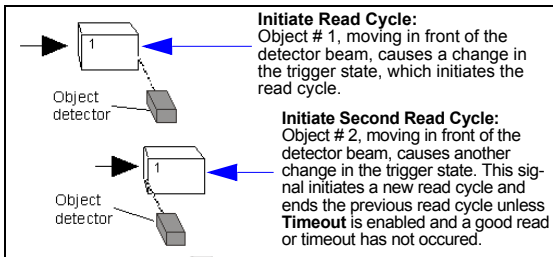 Initiate Read Cycle:
Object # 1, moving in front of the
detector beam, causes a change in
the trigger state, which initiates the
read cycle.
1
Object
detector
Initiate Second Read Cycle:
Object # 2, moving in front of the
detector beam, causes another
change in the trigger state. This sig-
nal initiates a new read cycle and
ends the previous read cycle unless
Timeout is enabled and a good read
or timeout has not occured.
1
Object
detector